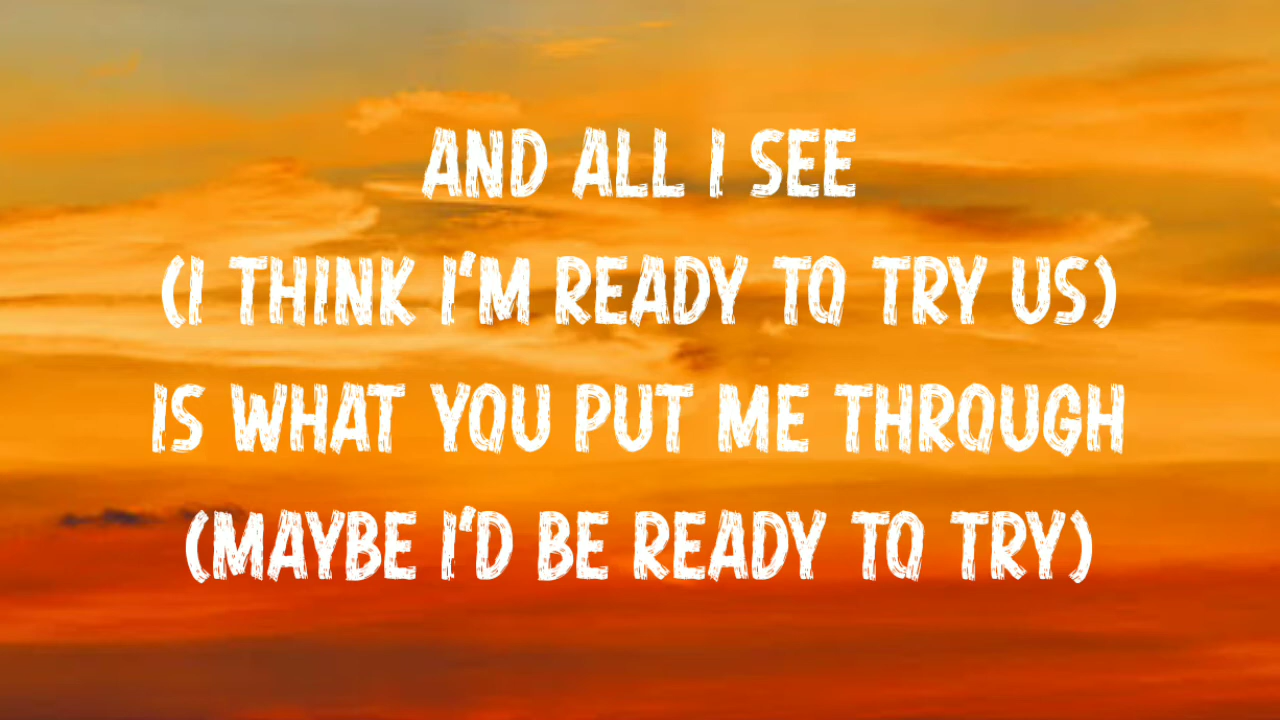 AND ALL I SEE
(I THINK I'M READY TO TRY US)
IS WHAT YOU PUT ME THROUGH
(MAYBE I'D BE READY TO TRY)